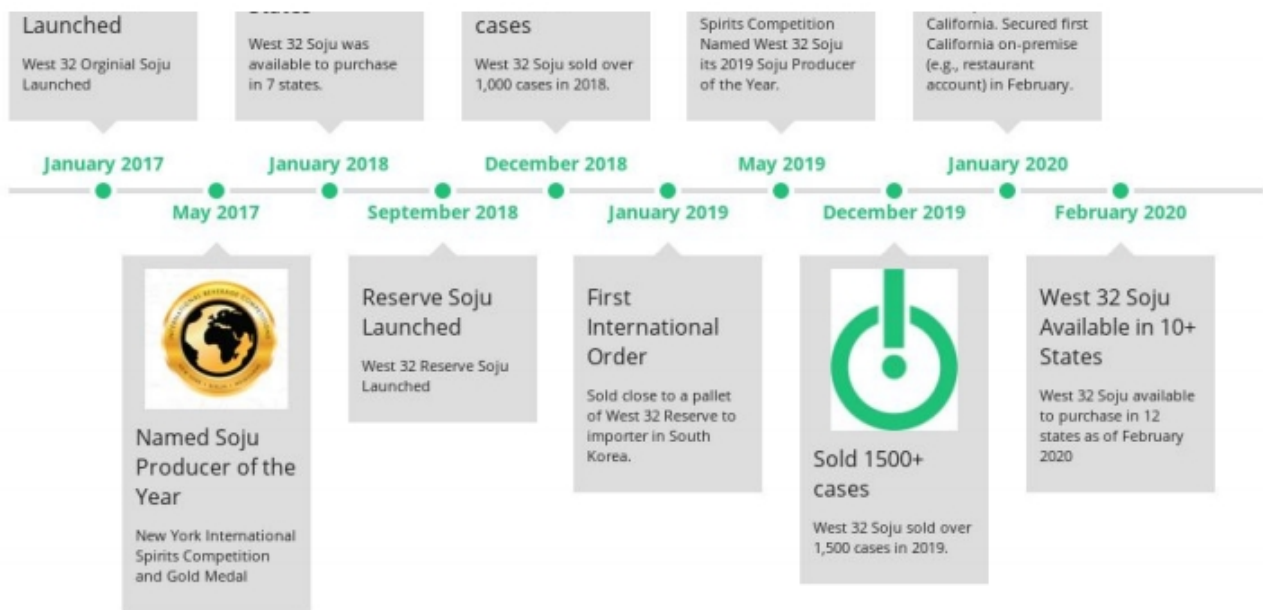 Launched
West 32 Orginial Soju
Launched
States
West 32 Soju was
available to purchase
in 7 states.
cases
West 32 Soju sold over
1,000 cases in 2018.
Spirits Competition
Named West 32 Soju
its 2019 Soju Producer
of the Year.
California. Secured first
California on-premise
(e.g., restaurant
account) in February.
January 2017
January 2018
December 2018
May 2019
January 2020
May 2017
September 2018
January 2019
December 2019
February 2020
INTERNATIONAL BEVERAGE COMPETITIONS
Named Soju
Producer of the
Year
New York International
Spirits Competition
and Gold Medal
Reserve Soju
Launched
West 32 Reserve Soju
Launched
First
International
Order
Sold close to a pallet
of West 32 Reserve to
importer in South
Korea.
Sold 1500+
cases
West 32 Soju sold over
1,500 cases in 2019.
West 32 Soju
Available in 10+
States
West 32 Soju available
to purchase in 12
states as of February
2020